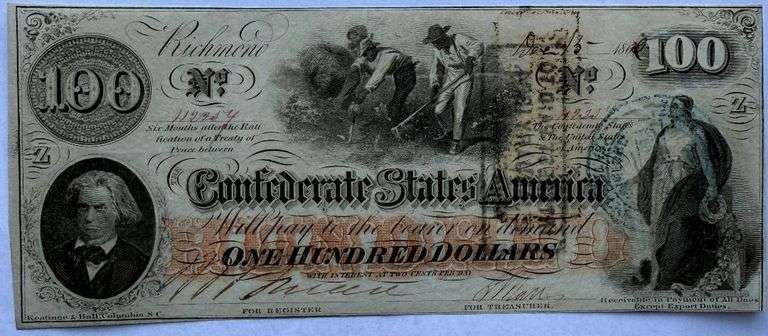 100
Richmond
100
Nº
Nº
Six Months after the Rati
fication of a Treaty of
Peace between
The Confederate States
& The United States
of America
Z
Z
Confederate States America
Will pay to the bearer on demand
ONE HUNDRED DOLLARS
WITH INTEREST AT TWO CENTS PER DAY
FOR REGISTER
FOR TREASURER.
Keatinge & Ball, Columbia, S.C.
Receivable in Payment of All Dues
Except Export Duties.